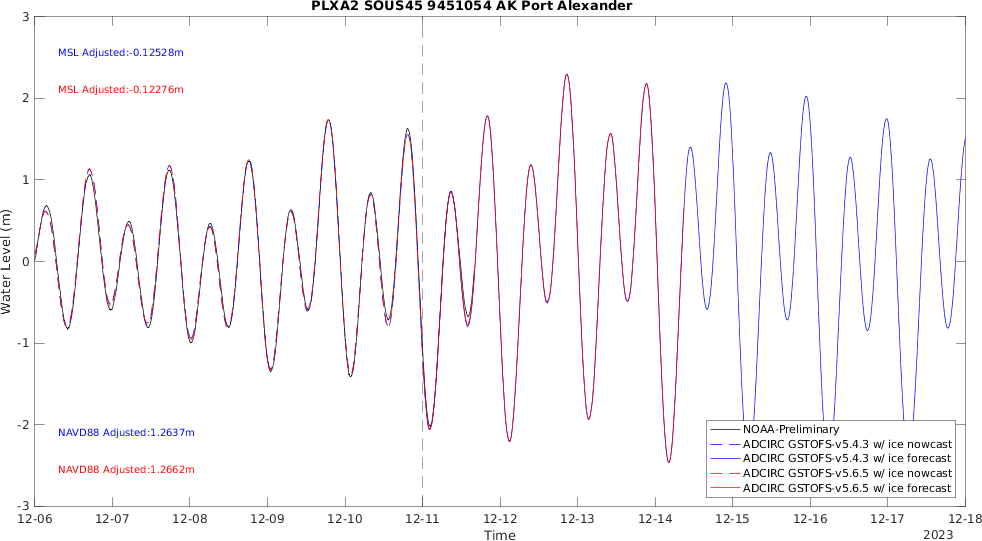 PLXA2 SOUS45 9451054 AK Port Alexander
MSL Adjusted:-0.12528m
MSL Adjusted:-0.12276m
NAVD88 Adjusted:1.2637m
NAVD88 Adjusted:1.2662m
Water Level (m)
3
2
1
0
-1
-2
-3
NOAA-Preliminary
ADCIRC GSTOFS-v5.4.3 w/ ice nowcast
ADCIRC GSTOFS-v5.4.3 w/ ice forecast
ADCIRC GSTOFS-v5.6.5 w/ ice nowcast
ADCIRC GSTOFS-v5.6.5 w/ ice forecast
12-06 12-07 12-08 12-09 12-10 12-11 12-12 12-13 12-14 12-15 12-16 12-17 12-18
Time
2023